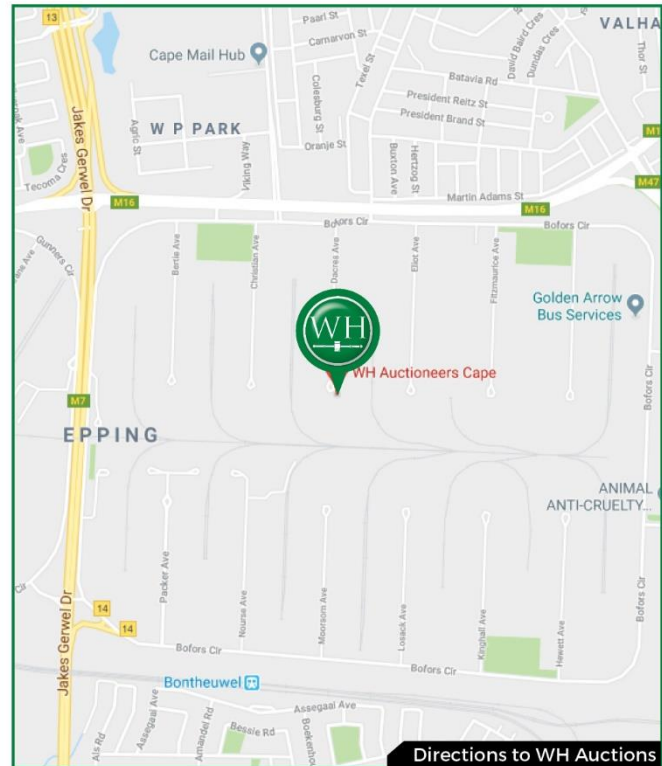 13
Paarl St
VALHA
Carnarvon St
Cape Mail Hub
Texel St
David Baird Cres
Dundas Cres
Thor St
Colesburg St
Batavia Rd
President Reitz St
President Brand St
W P PARK
Agric St
Viking Way
Oranje St
Buxton Ave
Hertzog St
M1
Jakes Gerwel Dr
Tecoma Cres
M47
Martin Adams St
M16
M16
Bofors Cir
Bofors Cir
Gunners Cir
Bertie Ave
Christian Ave
Dacres Ave
Eliot Ave
Fitzmaurice Ave
Golden Arrow
Bus Services
WH
WH Auctioneers Cape
Bofors Cir
M7
EPPING
ANIMAL
ANTI-CRUELTY...
Packer Ave
Nourse Ave
Moorsom Ave
Losack Ave
Kinghall Ave
Hewett Ave
Cir
14
14
Jakes Gerwel Dr
Bofors Cir
Bofors Cir
Bontheuwel
Assegaai Ave
Assegaai Ave
Als Rd
Amandel Rd
Bessie Rd
Boekenhou
Directions to WH Auctions